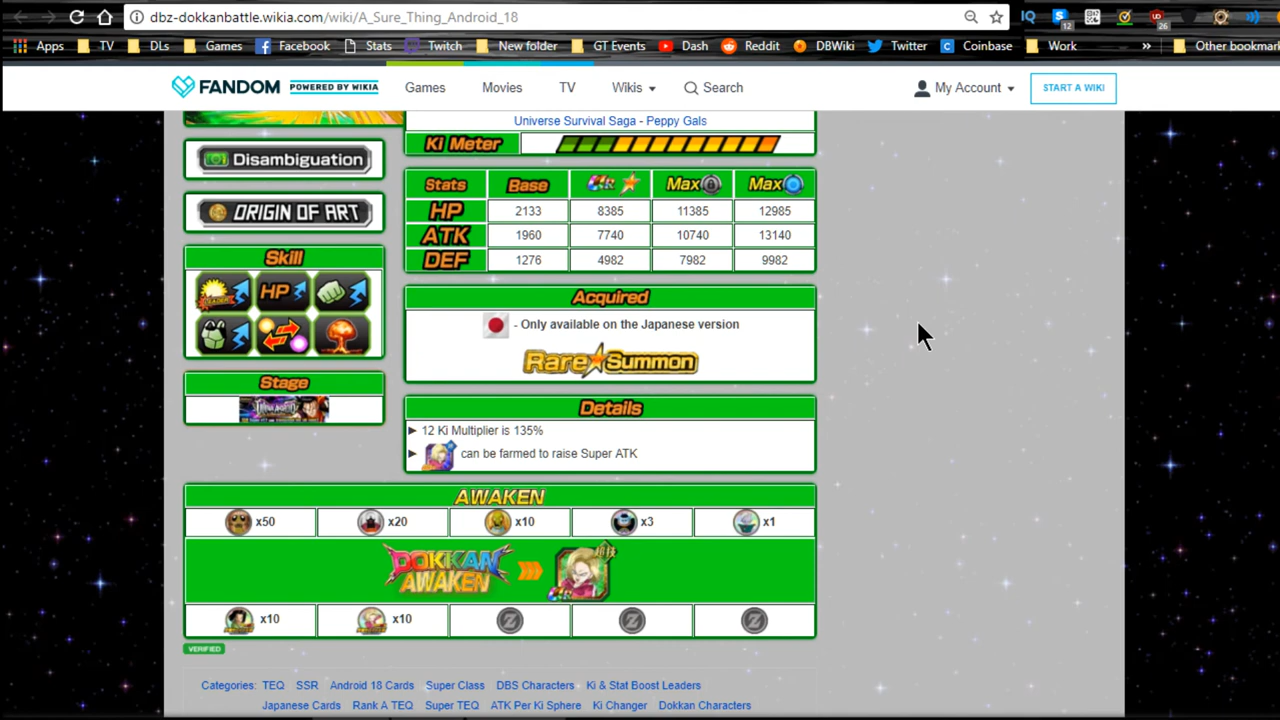 dbz-dokkanbattle.wikia.com/wiki/A_Sure_Thing_Android_18
IQ 12 26
Apps TV DLs Games Facebook Stats Twitch New folder GT Events Dash Reddit DBWiki Twitter Coinbase Work » Other bookmark
FANDOM POWERED BY WIKIA Games Movies TV Wikis Search My Account START A WIKI
Universe Survival Saga - Peppy Gals
Ki Meter
Disambiguation
ORIGIN OF ART
Stats Base Max Max
HP 2133 8385 11385 12985
ATK 1960 7740 10740 13140
DEF 1276 4982 7982 9982
Skill
HP
Stage
Acquired
- Only available on the Japanese version
Rare Summon
Details
12 Ki Multiplier is 135%
can be farmed to raise Super ATK
AWAKEN
x50 x20 x10 x3 x1
DOKKAN AWAKEN
x10 x10 Z Z Z
VERIFIED
Categories: TEQ SSR Android 18 Cards Super Class DBS Characters Ki & Stat Boost Leaders
Japanese Cards Rank A TEQ Super TEQ ATK Per Ki Sphere Ki Changer Dokkan Characters